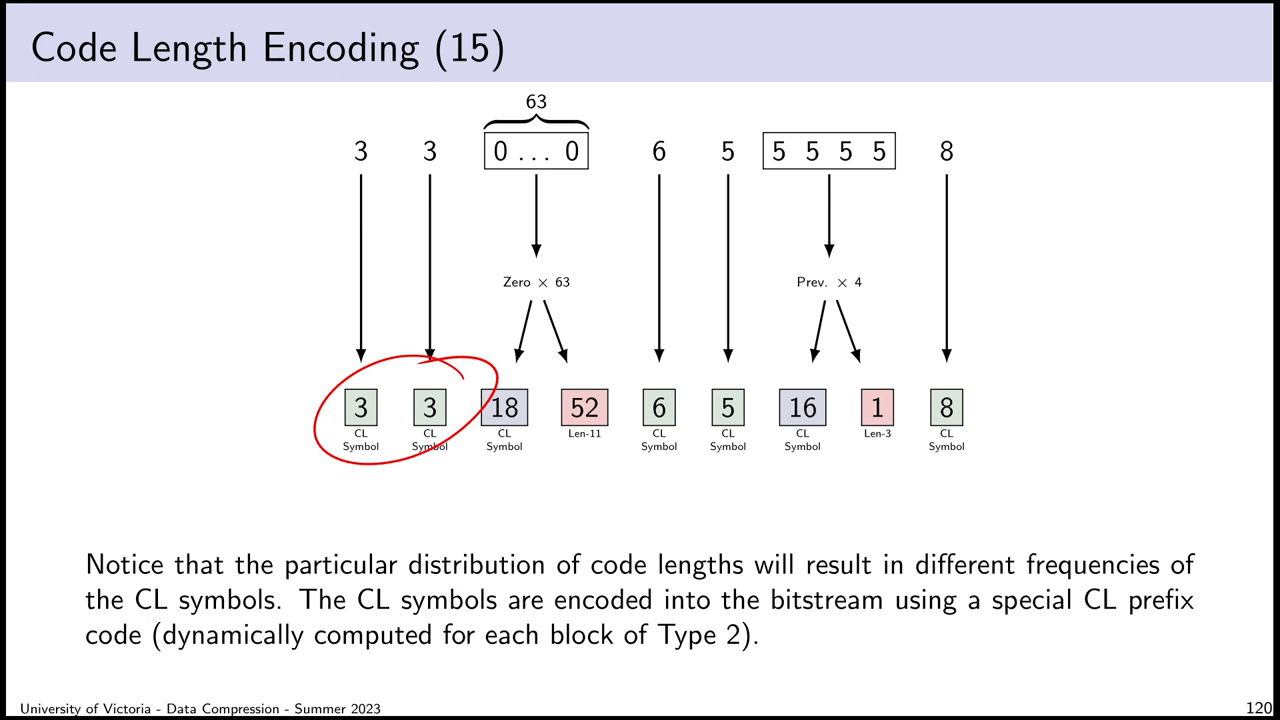 Code Length Encoding (15)
63
3 3 0 ... 0 6 5 5 5 5 5 8
Zero × 63 Prev. × 4
3 3 18 52 6 5 16 1 8
CL CL CL Len-11 CL CL CL Len-3 CL
Symbol Symbol Symbol Symbol Symbol Symbol Symbol
Notice that the particular distribution of code lengths will result in different frequencies of
the CL symbols. The CL symbols are encoded into the bitstream using a special CL prefix
code (dynamically computed for each block of Type 2).
University of Victoria - Data Compression - Summer 2023 120